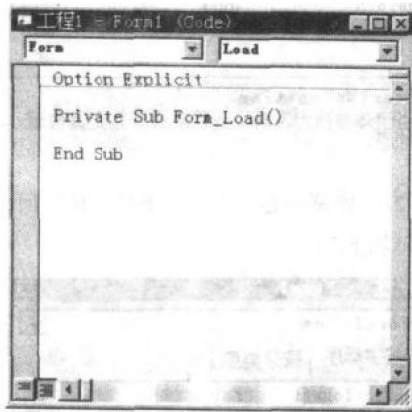 工程1 - Form1 (Code)
Form Load
Option Explicit
Private Sub Form_Load()
End Sub